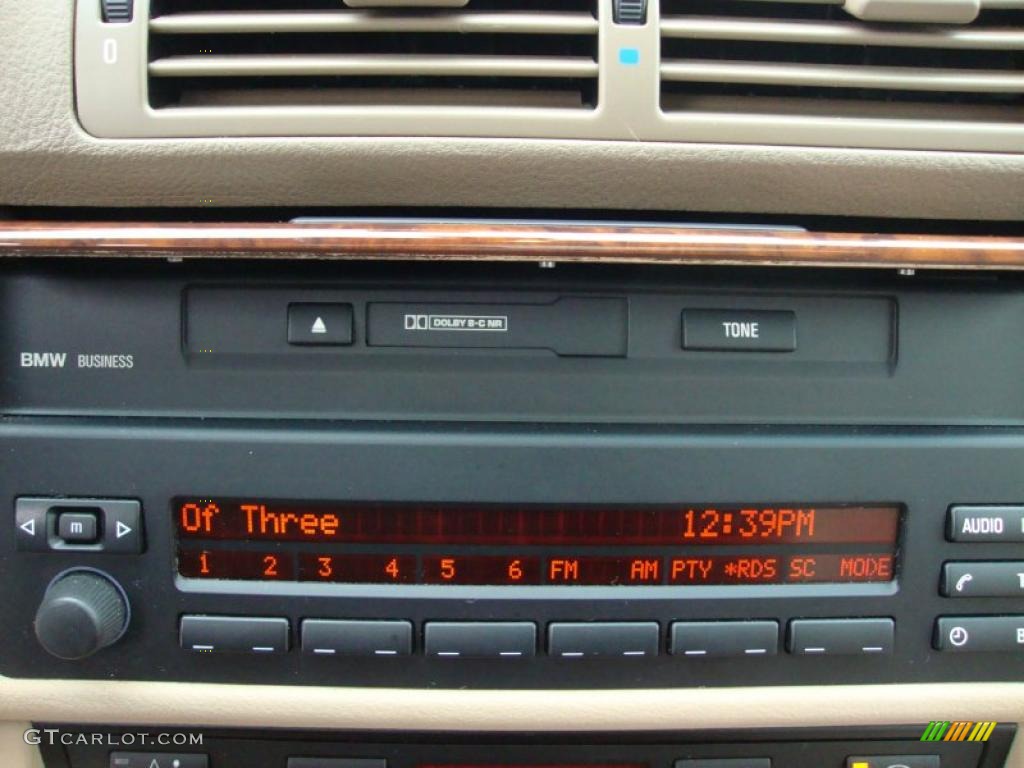 0
DOLBY B-C NR
TONE
BMW BUSINESS
Of Three 12:39PM
m
1 2 3 4 5 6 FM AM PTY *RDS SC MODE
AUDIO
GTCARLOT.COM